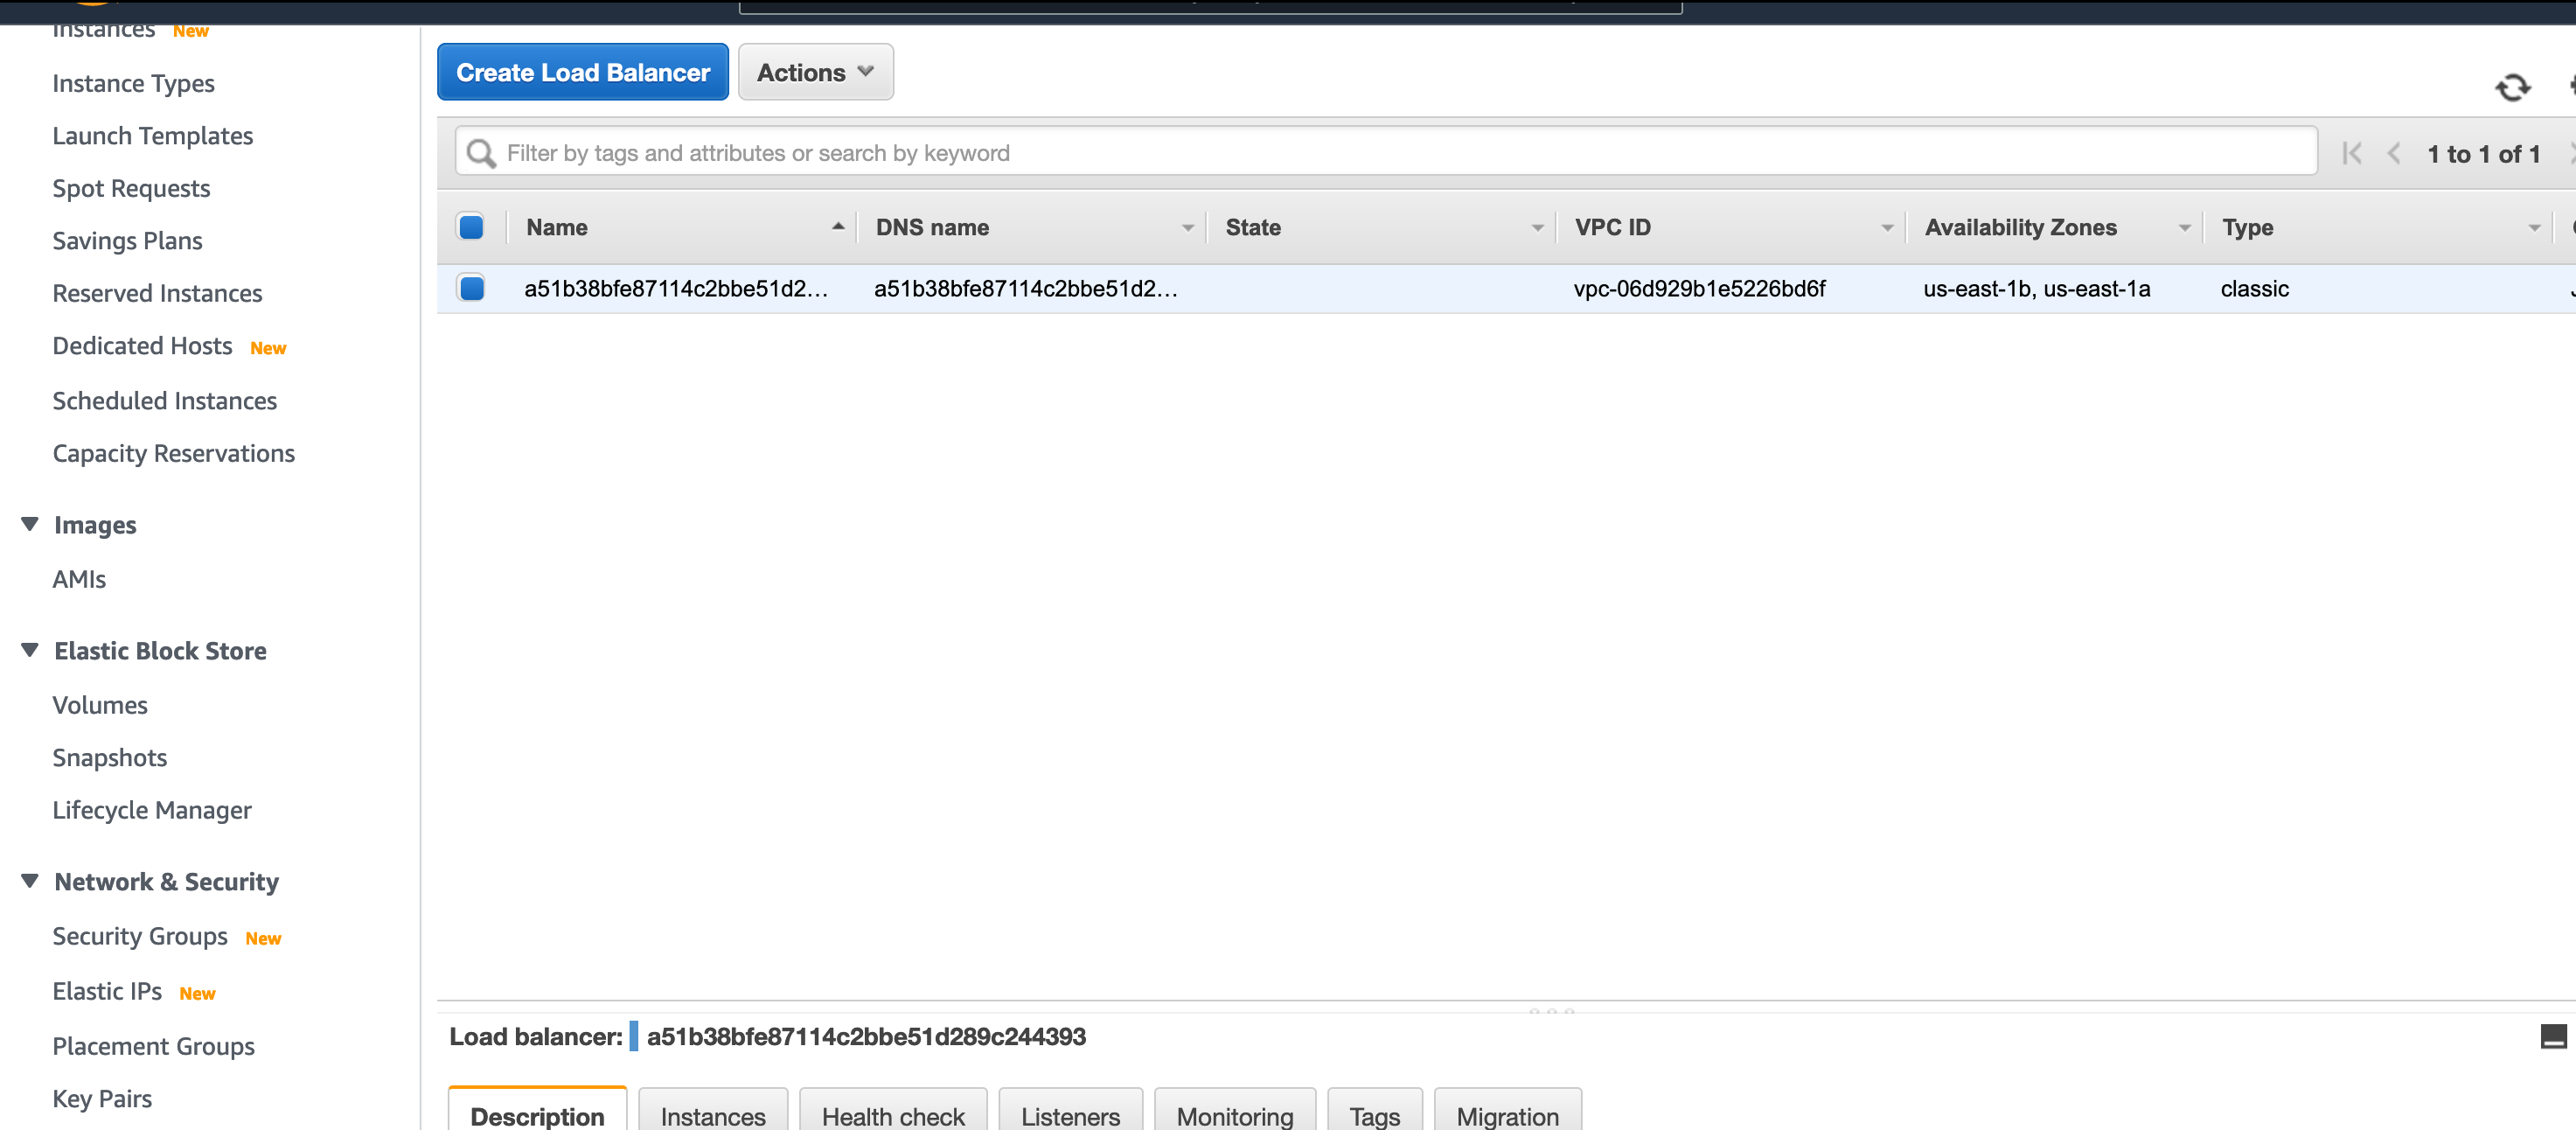 Instances New
Instance Types
Launch Templates
Spot Requests
Savings Plans
Reserved Instances
Dedicated Hosts New
Scheduled Instances
Capacity Reservations
Images
AMIs
Elastic Block Store
Volumes
Snapshots
Lifecycle Manager
Network & Security
Security Groups New
Elastic IPs New
Placement Groups
Key Pairs
Create Load Balancer Actions
Filter by tags and attributes or search by keyword 1 to 1 of 1
Name DNS name State VPC ID Availability Zones Type
a51b38bfe87114c2bbe51d2... a51b38bfe87114c2bbe51d2... vpc-06d929b1e5226bd6f us-east-1b, us-east-1a classic
Load balancer: a51b38bfe87114c2bbe51d289c244393
Description Instances Health check Listeners Monitoring Tags Migration